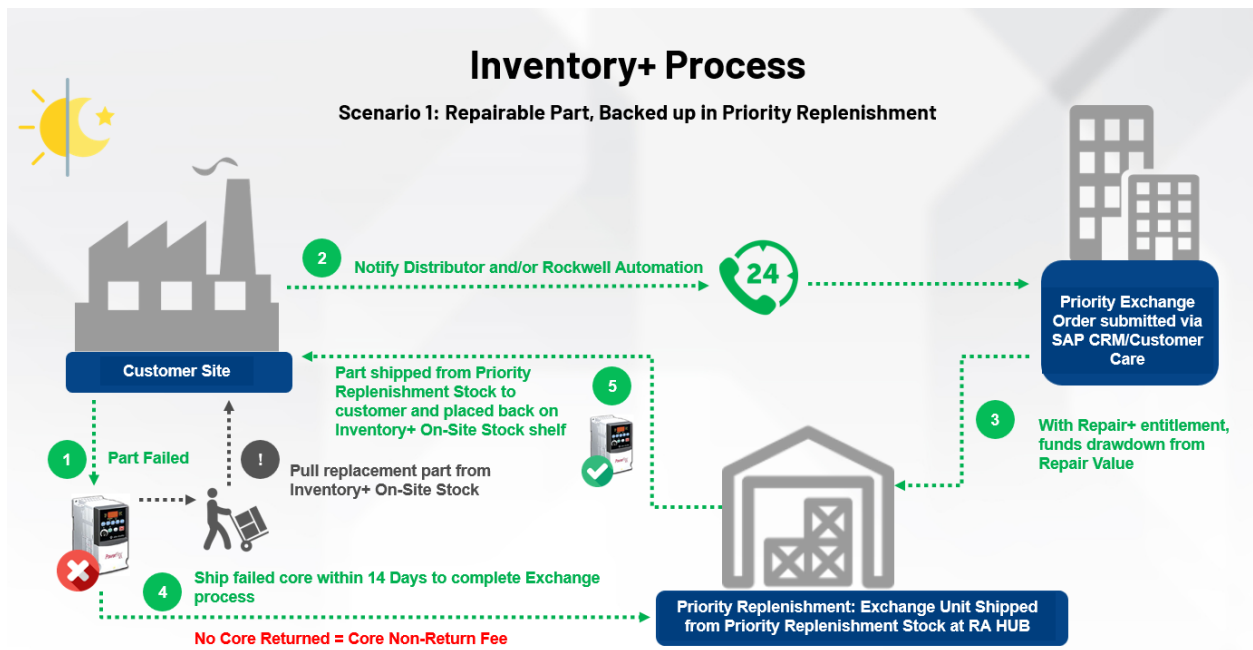 Inventory+ Process
Scenario 1: Repairable Part, Backed up in Priority Replenishment
2
Notify Distributor and/or Rockwell Automation
24
Priority Exchange
Order submitted via
SAP CRM/Customer
Care
Customer Site
Part shipped from Priority
Replenishment Stock to
customer and placed back on
Inventory+ On-Site Stock shelf
5
3
With Repair+ entitlement,
funds drawdown from
Repair Value
1
Part Failed
!
Pull replacement part from
Inventory+ On-Site Stock
4
Ship failed core within 14 Days to complete Exchange
process
No Core Returned = Core Non-Return Fee
Priority Replenishment: Exchange Unit Shipped
from Priority Replenishment Stock at RA HUB